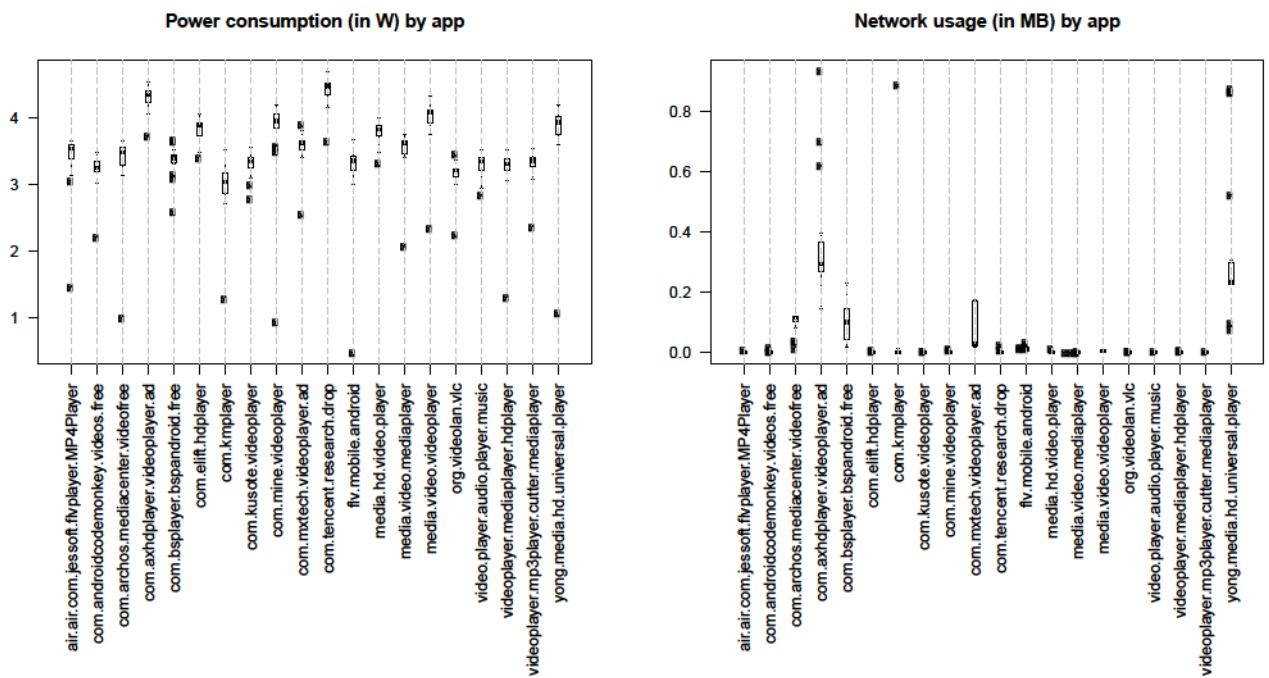 Power consumption (in W) by app
4
3
2
1
air.air.com.jessoft.flvplayer.MP4Player
com.androidcodemonkey.videos.free
com.archos.mediacenter.videofree
com.axhdplayer.videoplayer.ad
com.bsplayer.bspandroid.free
com.elift.hdplayer
com.kmplayer
com.kusote.videoplayer
com.mine.videoplayer
com.mxtech.videoplayer.ad
com.tencent.research.drop
flv.mobile.android
media.hd.video.player
media.video.mediaplayer
media.video.videoplayer
org.videolan.vlc
video.player.audio.player.music
videoplayer.mediaplayer.hdplayer
videoplayer.mp3player.cutter.mediaplayer
yong.media.hd.universal.player
Network usage (in MB) by app
0.8
0.6
0.4
0.2
0.0
air.air.com.jessoft.flvplayer.MP4Player
com.androidcodemonkey.videos.free
com.archos.mediacenter.videofree
com.axhdplayer.videoplayer.ad
com.bsplayer.bspandroid.free
com.elift.hdplayer
com.kmplayer
com.kusote.videoplayer
com.mine.videoplayer
com.mxtech.videoplayer.ad
com.tencent.research.drop
flv.mobile.android
media.hd.video.player
media.video.mediaplayer
media.video.videoplayer
org.videolan.vlc
video.player.audio.player.music
videoplayer.mediaplayer.hdplayer
videoplayer.mp3player.cutter.mediaplayer
yong.media.hd.universal.player